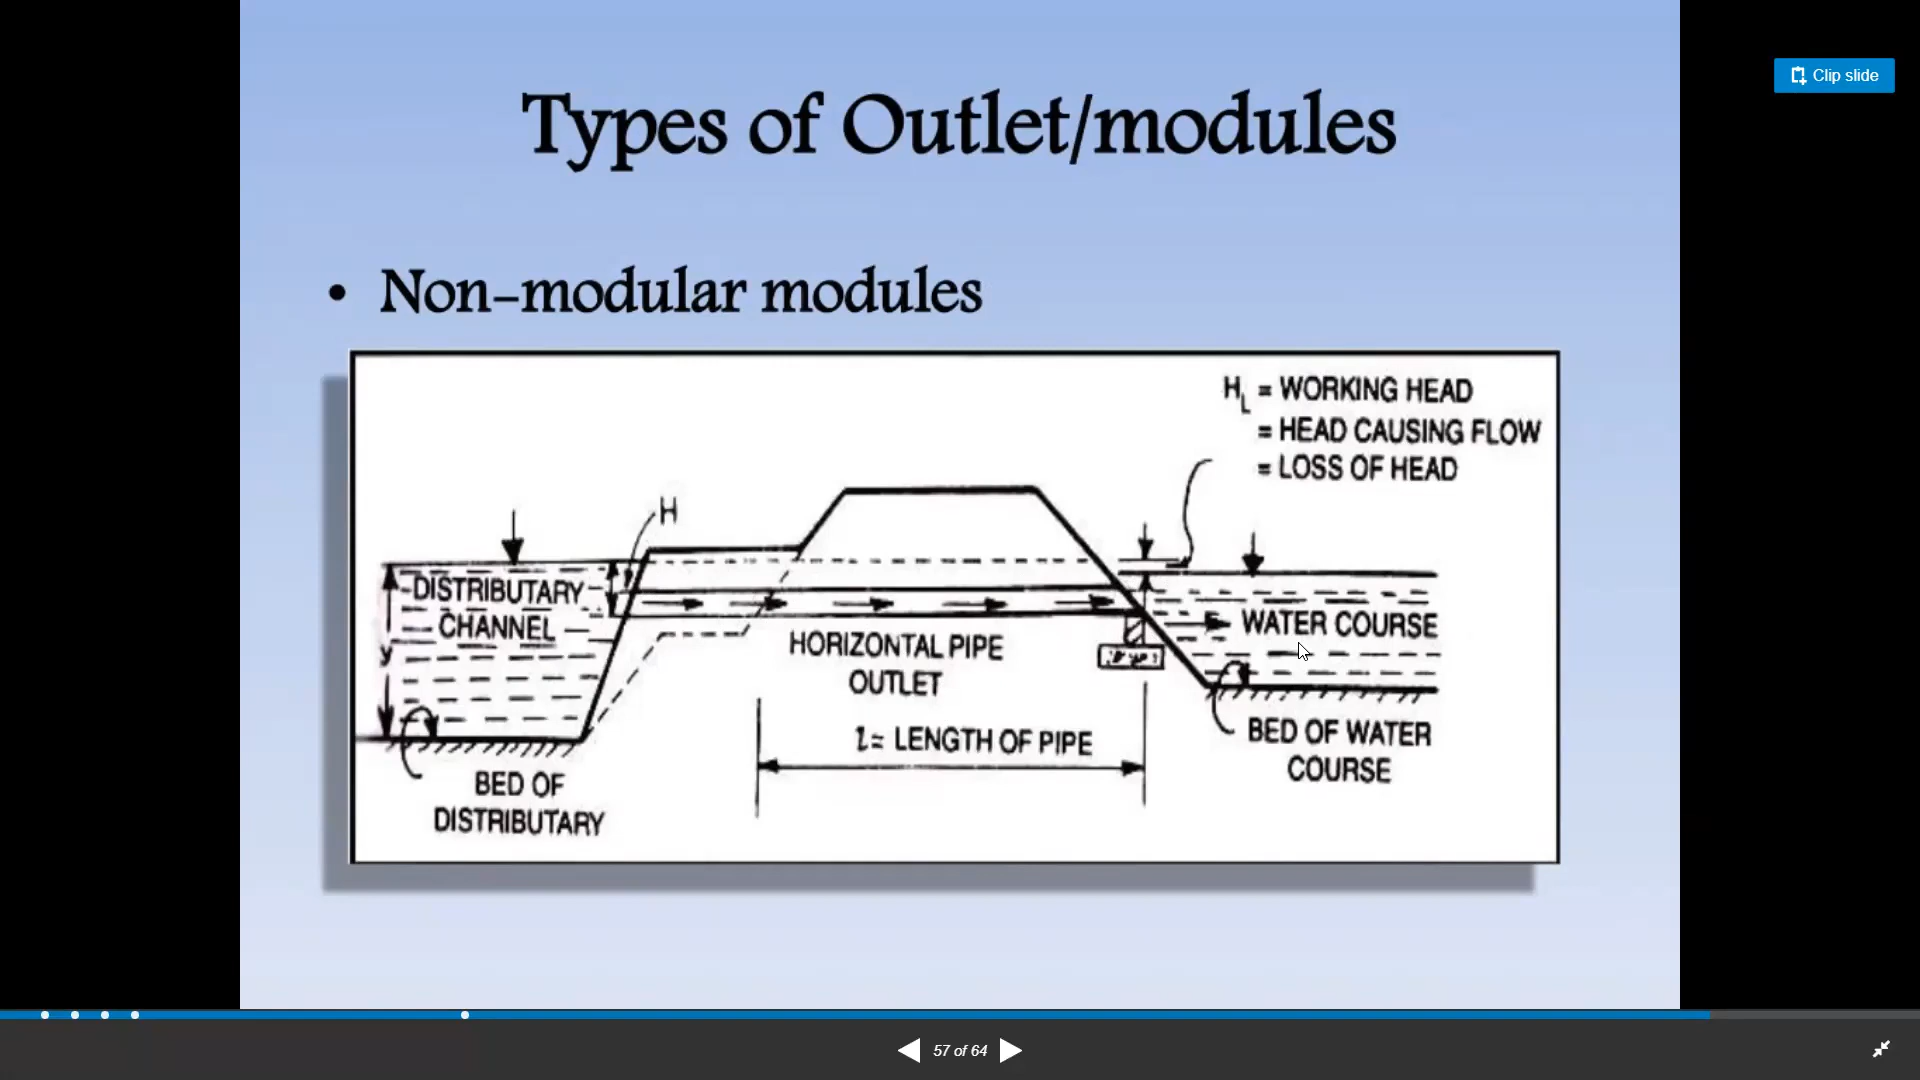 Clip slide
Types of Outlet/modules
• Non-modular modules
H_L = WORKING HEAD
= HEAD CAUSING FLOW
= LOSS OF HEAD
H
DISTRIBUTARY
CHANNEL
y
WATER COURSE
HORIZONTAL PIPE
OUTLET
l = LENGTH OF PIPE
BED OF WATER
COURSE
BED OF
DISTRIBUTARY
57 of 64